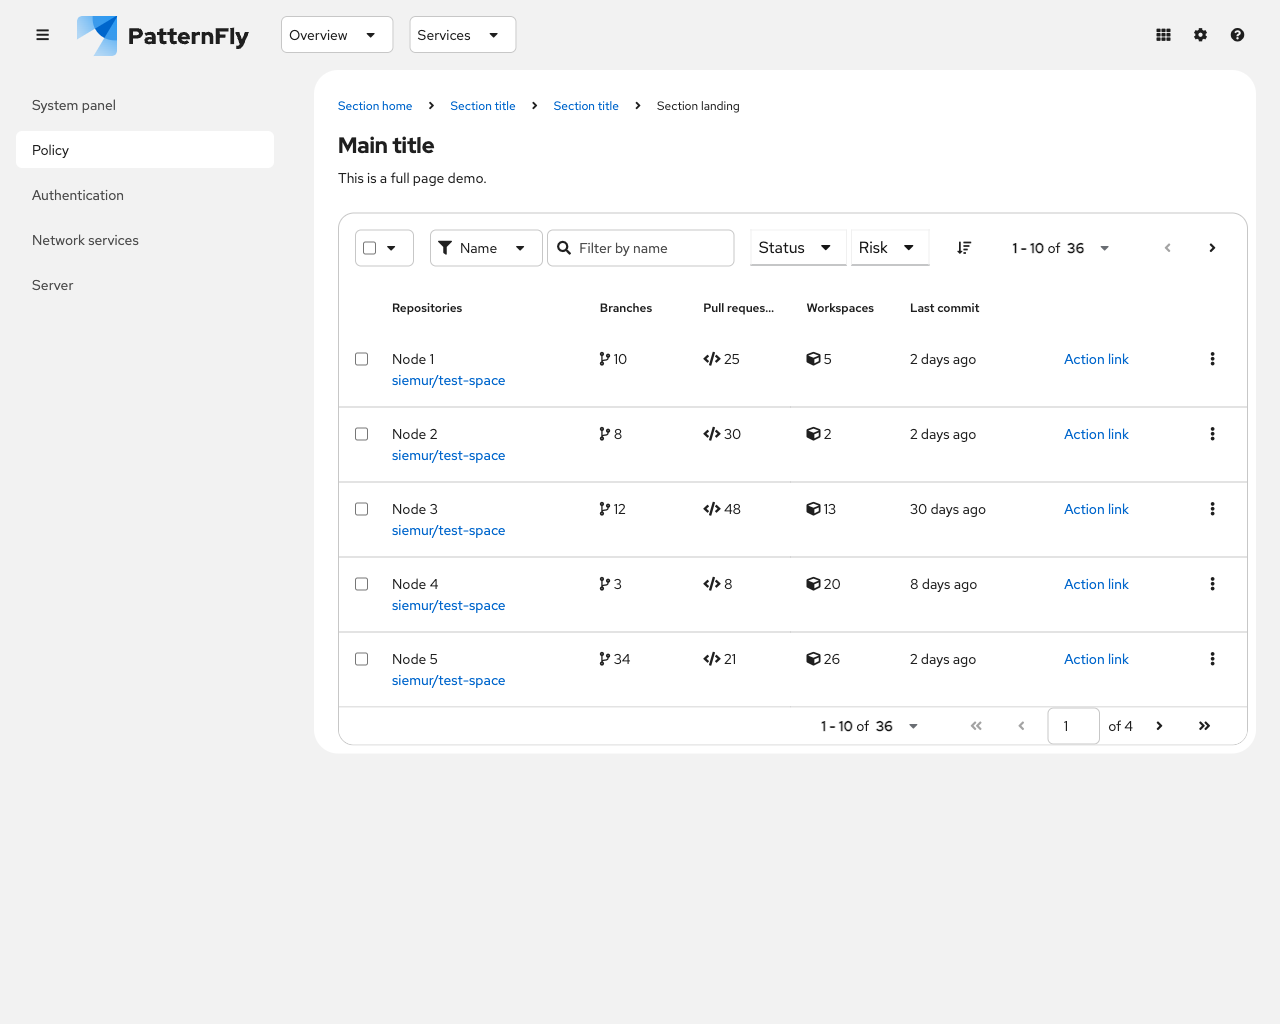 PatternFly Overview Services
System panel
Policy
Authentication
Network services
Server
Section home Section title Section title Section landing
Main title
This is a full page demo.
Name Filter by name Status Risk 1 - 10 of 36
Repositories Branches Pull reques... Workspaces Last commit
Node 1 10 25 5 2 days ago Action link
siemur/test-space
Node 2 8 30 2 2 days ago Action link
siemur/test-space
Node 3 12 48 13 30 days ago Action link
siemur/test-space
Node 4 3 8 20 8 days ago Action link
siemur/test-space
Node 5 34 21 26 2 days ago Action link
siemur/test-space
1 - 10 of 36 1 of 4